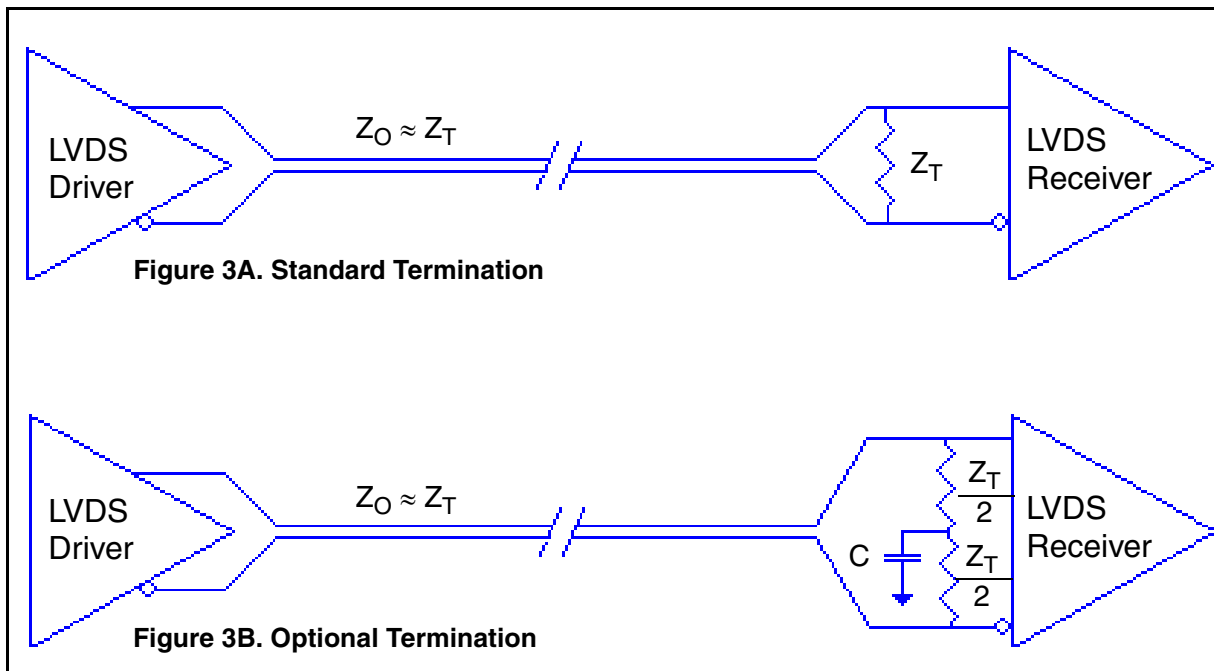 LVDS
Driver
Z_O ≈ Z_T
Z_T
LVDS
Receiver
Figure 3A. Standard Termination
LVDS
Driver
Z_O ≈ Z_T
C
Z_T
2
Z_T
2
LVDS
Receiver
Figure 3B. Optional Termination